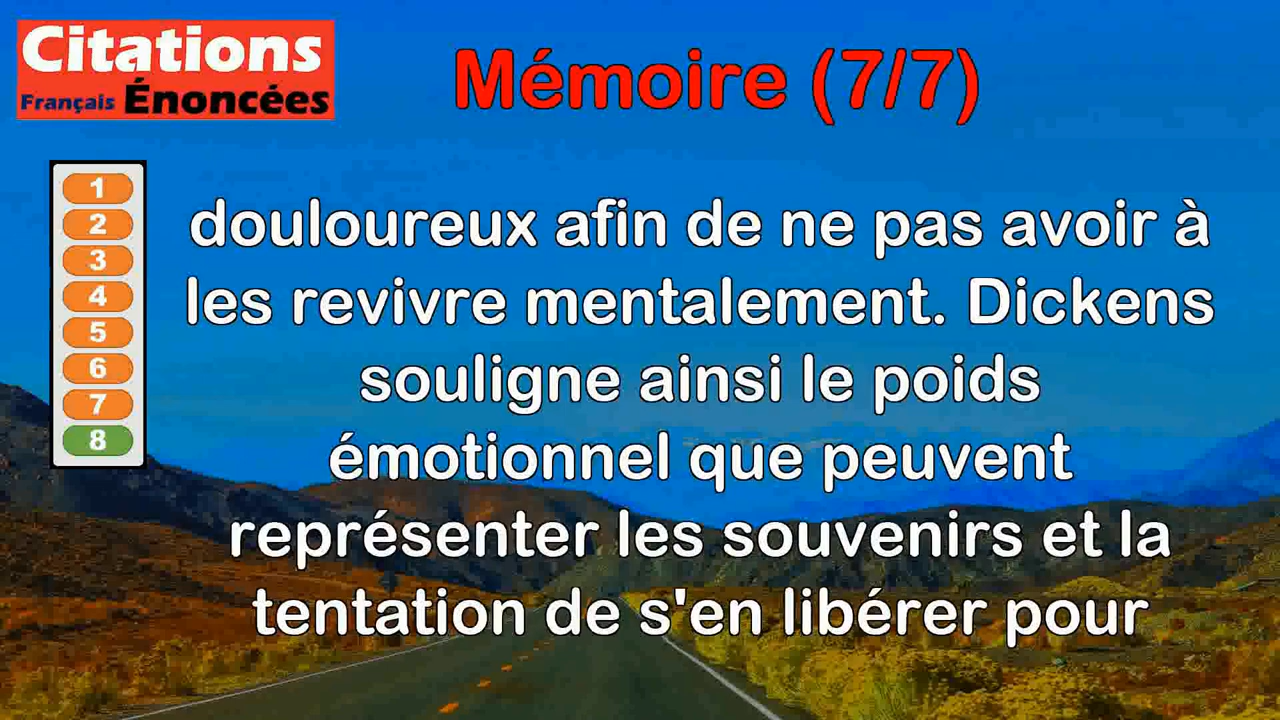 Citations
Français Énoncées
Mémoire (7/7)
1
2
3
4
5
6
7
8
douloureux afin de ne pas avoir à
les revivre mentalement. Dickens
souligne ainsi le poids
émotionnel que peuvent
représenter les souvenirs et la
tentation de s'en libérer pour